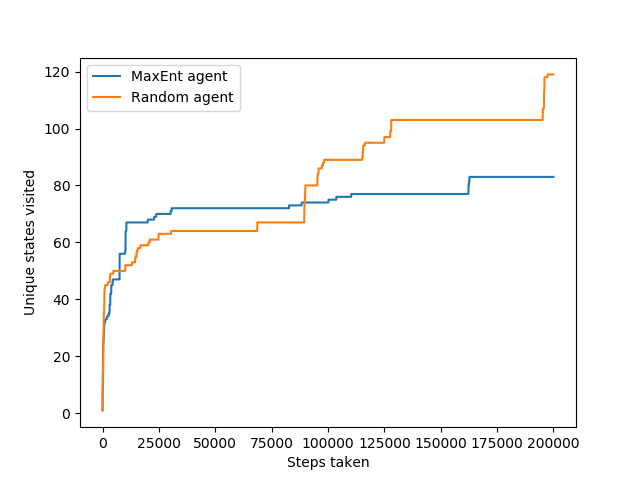 MaxEnt agent
Random agent
120
100
80
60
40
20
0
Unique states visited
0 25000 50000 75000 100000 125000 150000 175000 200000
Steps taken